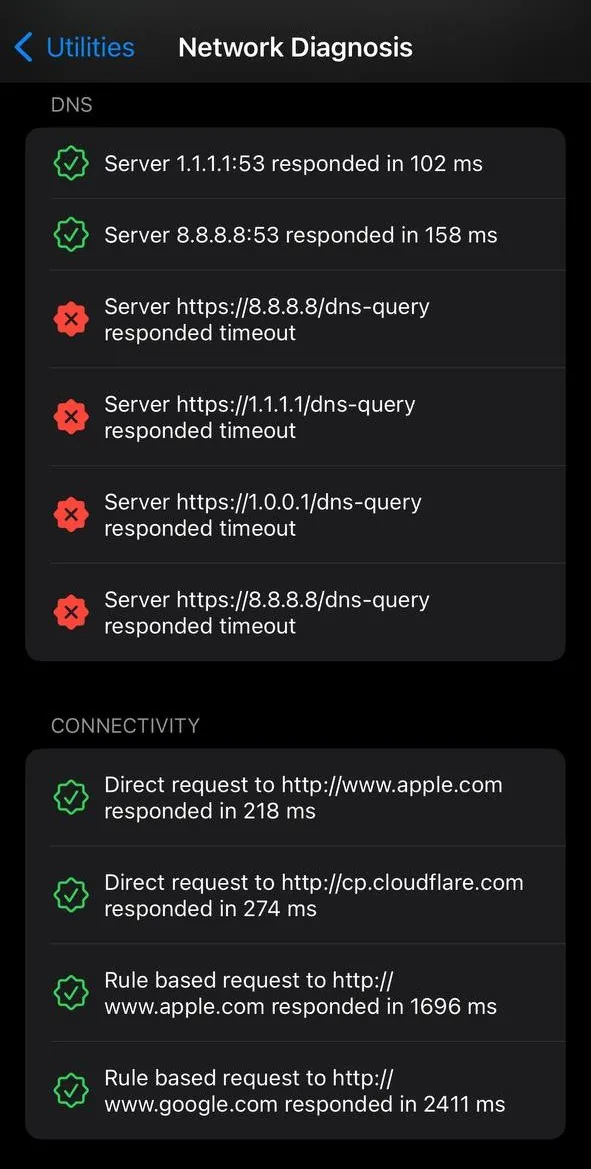 Utilities
Network Diagnosis
DNS
Server 1.1.1.1:53 responded in 102 ms
Server 8.8.8.8:53 responded in 158 ms
Server https://8.8.8.8/dns-query
responded timeout
Server https://1.1.1.1/dns-query
responded timeout
Server https://1.0.0.1/dns-query
responded timeout
Server https://8.8.8.8/dns-query
responded timeout
CONNECTIVITY
Direct request to http://www.apple.com
responded in 218 ms
Direct request to http://cp.cloudflare.com
responded in 274 ms
Rule based request to http://
www.apple.com responded in 1696 ms
Rule based request to http://
www.google.com responded in 2411 ms